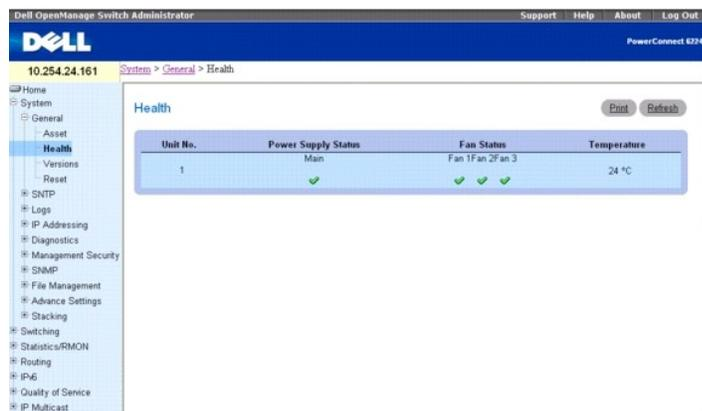 Dell OpenManage Switch Administrator
Support Help About Log Out
DELL
PowerConnect 6224
10.254.24.161
System > General > Health
Home
System
General
Asset
Health
Versions
Reset
SNTP
Logs
IP Addressing
Diagnostics
Management Security
SNMP
File Management
Advance Settings
Stacking
Switching
Statistics/RMON
Routing
IPv6
Quality of Service
IP Multicast
Health
Print Refresh
Unit No. Power Supply Status Fan Status Temperature
Main Fan 1Fan 2Fan 3
1 24 °C